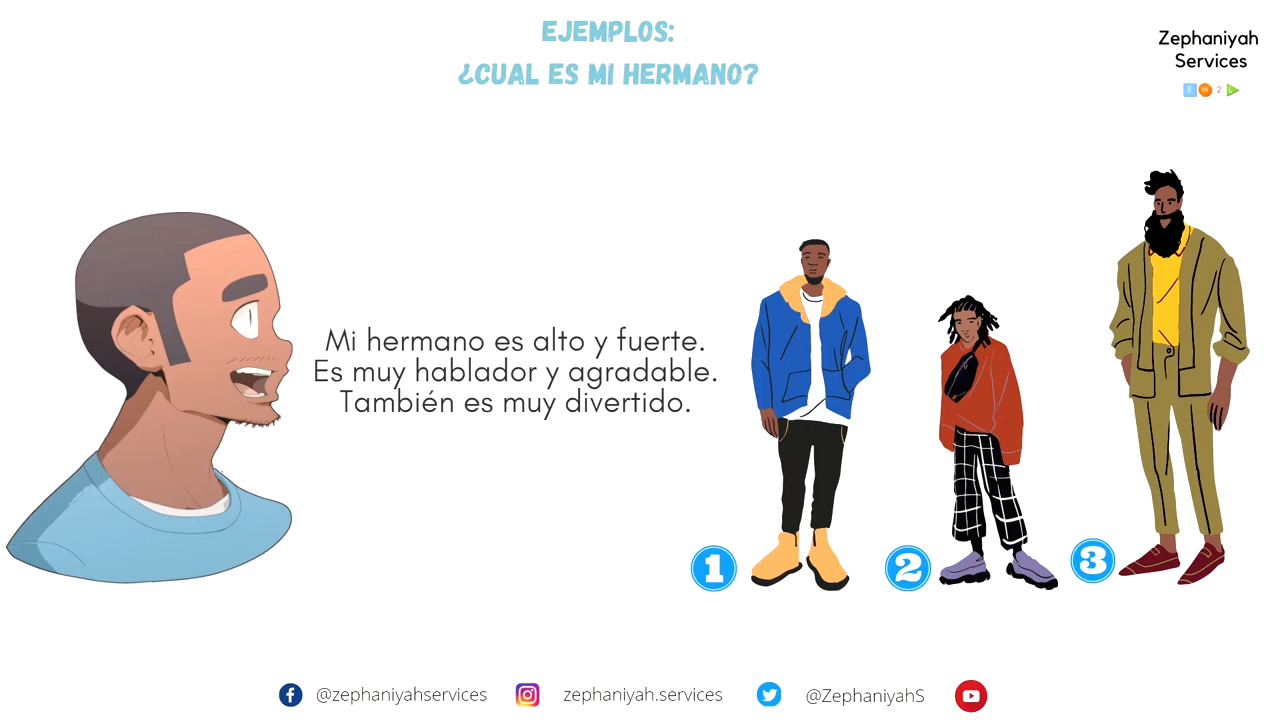 EJEMPLOS:
¿CUAL ES MI HERMANO?
Zephaniyah
Services
E W 2 L
Mi hermano es alto y fuerte.
Es muy hablador y agradable.
También es muy divertido.
1
2
3
@zephaniyahservices
zephaniyah.services
@ZephaniyahS